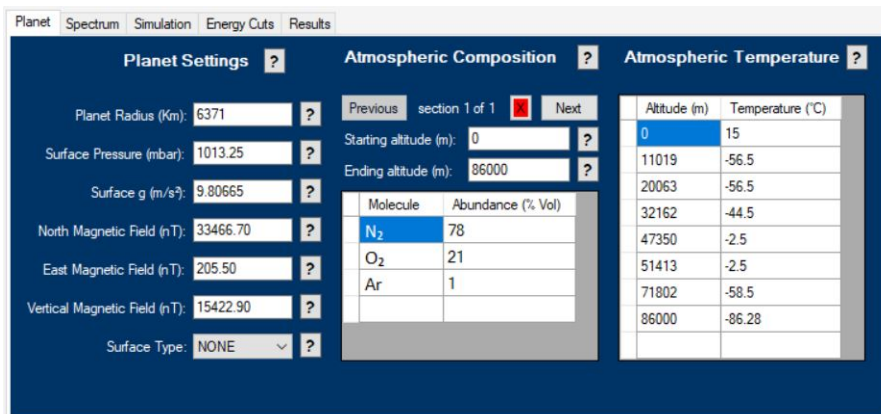 Planet Spectrum Simulation Energy Cuts Results
Planet Settings ?
Planet Radius (Km): 6371 ?
Surface Pressure (mbar): 1013.25 ?
Surface g (m/s²): 9.80665 ?
North Magnetic Field (nT): 33466.70 ?
East Magnetic Field (nT): 205.50 ?
Vertical Magnetic Field (nT): 15422.90 ?
Surface Type: NONE ?
Atmospheric Composition ?
Previous section 1 of 1 X Next
Starting altitude (m): 0 ?
Ending altitude (m): 86000 ?
Molecule Abundance (% Vol)
N₂ 78
O₂ 21
Ar 1
Atmospheric Temperature ?
Altitude (m) Temperature (°C)
0 15
11019 -56.5
20063 -56.5
32162 -44.5
47350 -2.5
51413 -2.5
71802 -58.5
86000 -86.28